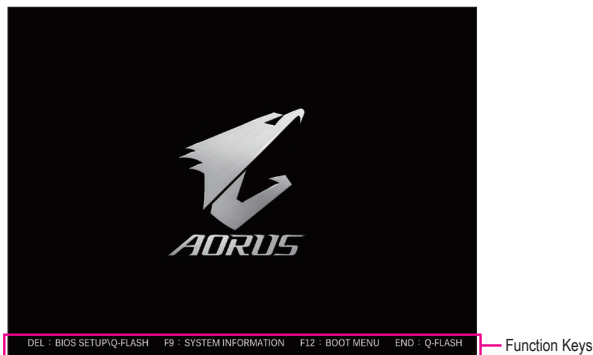 AORUS
DEL : BIOS SETUP\Q-FLASH F9 : SYSTEM INFORMATION F12 : BOOT MENU END : Q-FLASH
Function Keys